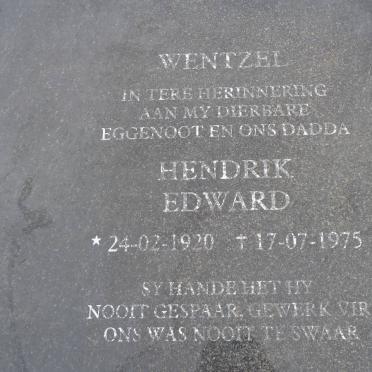 WENTZEL
IN TERE HERINNERING
AAN MY DIERBARE
EGGENOOT EN ONS DADDA
HENDRIK
EDWARD
* 24-02-1920 † 17-07-1975
SY HANDE HET HY
NOOIT GESPAAR, GEWERK VIR
ONS WAS NOOIT TE SWAAR